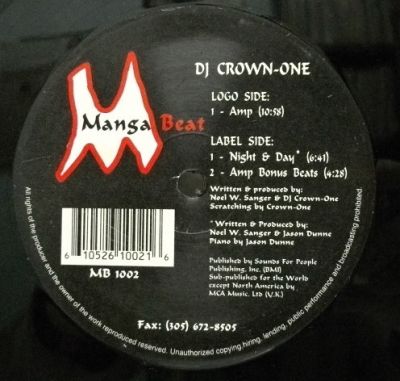 DJ CROWN-ONE
Manga Beat
LOGO SIDE:
1 - Amp (10:58)
LABEL SIDE:
1 - Night & Day* (6:41)
2 - Amp Bonus Beats (4:28)
Written & produced by:
Noel W. Sanger & DJ Crown-One
Scratching by Crown-One
*Written & Produced by:
Noel W. Sanger & Jason Dunne
Piano by Jason Dunne
Published by Sounds For People
Publishing, Inc. (BMI)
Sub-published for the World
except North America by
MCA Music, Ltd (U.K.)
6 10526 10021 6
MB 1002
Fax: (305) 672-8505
All rights of the producer and the owner of the work reproduced reserved. Unauthorized copying, hiring, lending, public performance and broadcasting prohibited.